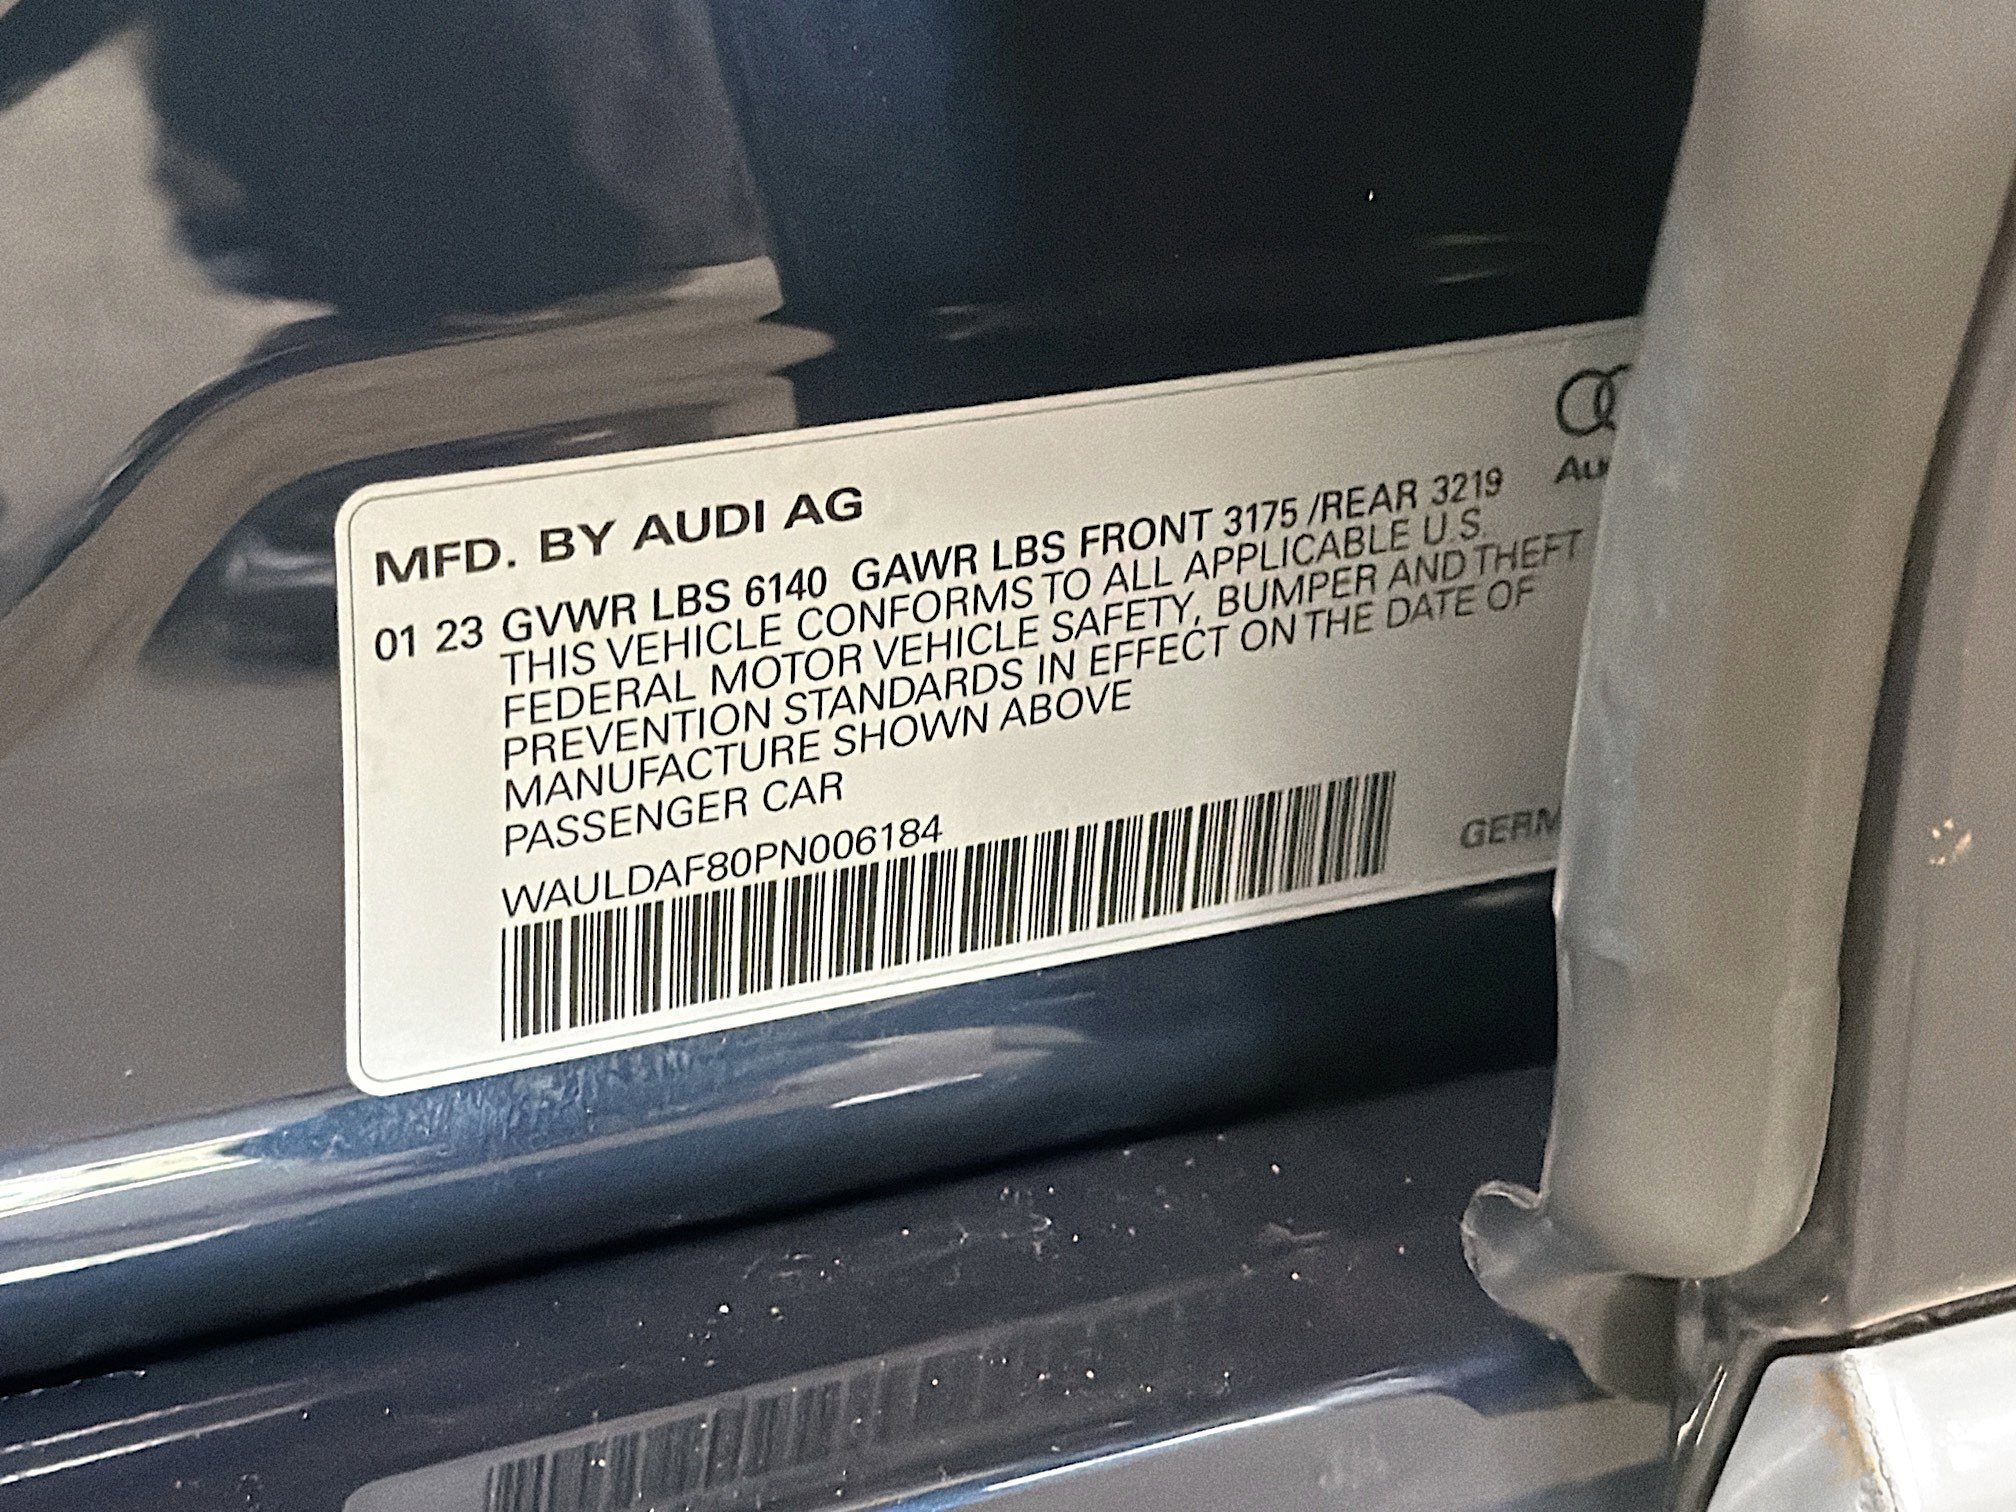 MFD. BY AUDI AG
01 23 GVWR LBS 6140 GAWR LBS FRONT 3175 /REAR 3219
THIS VEHICLE CONFORMS TO ALL APPLICABLE U.S.
FEDERAL MOTOR VEHICLE SAFETY, BUMPER AND THEFT
PREVENTION STANDARDS IN EFFECT ON THE DATE OF
MANUFACTURE SHOWN ABOVE
PASSENGER CAR
WAULDAF80PN006184